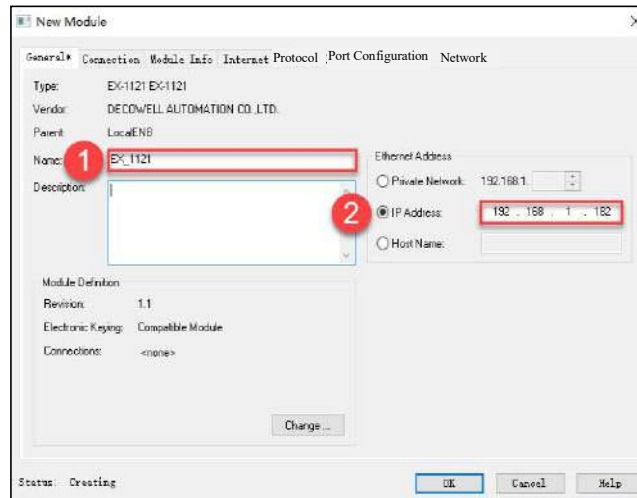 New Module
General* Connection Module Info Internet Protocol Port Configuration Network
Type: EX-1121 EX-1121
Vendor: DECOWELL AUTOMATION CO.,LTD.
Parent: LocalENB
Name: 1 EX_1121
Description:
Ethernet Address
Private Network: 192.168.1.
2 IP Address: 192 . 168 . 1 . 182
Host Name:
Module Definition
Revision: 1.1
Electronic Keying: Compatible Module
Connections: <none>
Change ...
Status: Creating
OK Cancel Help